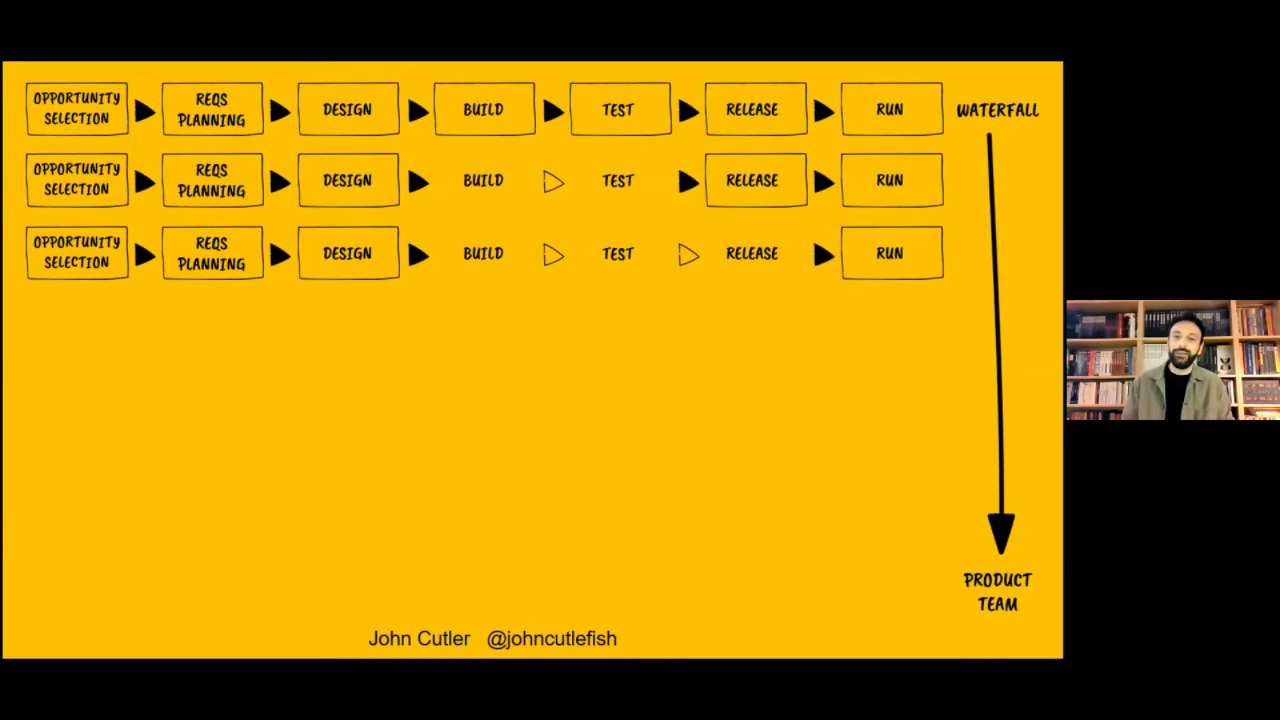 OPPORTUNITY SELECTION REQS PLANNING DESIGN BUILD TEST RELEASE RUN WATERFALL
OPPORTUNITY SELECTION REQS PLANNING DESIGN BUILD TEST RELEASE RUN
OPPORTUNITY SELECTION REQS PLANNING DESIGN BUILD TEST RELEASE RUN
PRODUCT
TEAM
John Cutler @johncutlefish